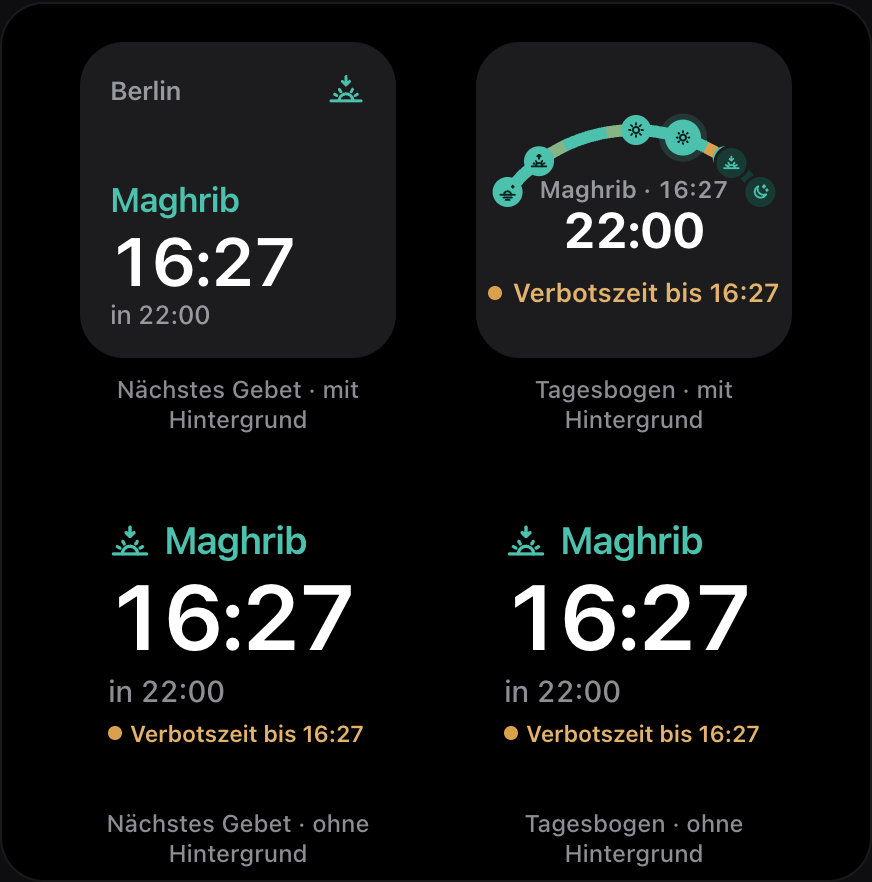 Berlin
Maghrib
16:27
in 22:00
Nächstes Gebet · mit
Hintergrund
Maghrib · 16:27
22:00
Verbotszeit bis 16:27
Tagesbogen · mit
Hintergrund
Maghrib
16:27
in 22:00
Verbotszeit bis 16:27
Nächstes Gebet · ohne
Hintergrund
Maghrib
16:27
in 22:00
Verbotszeit bis 16:27
Tagesbogen · ohne
Hintergrund